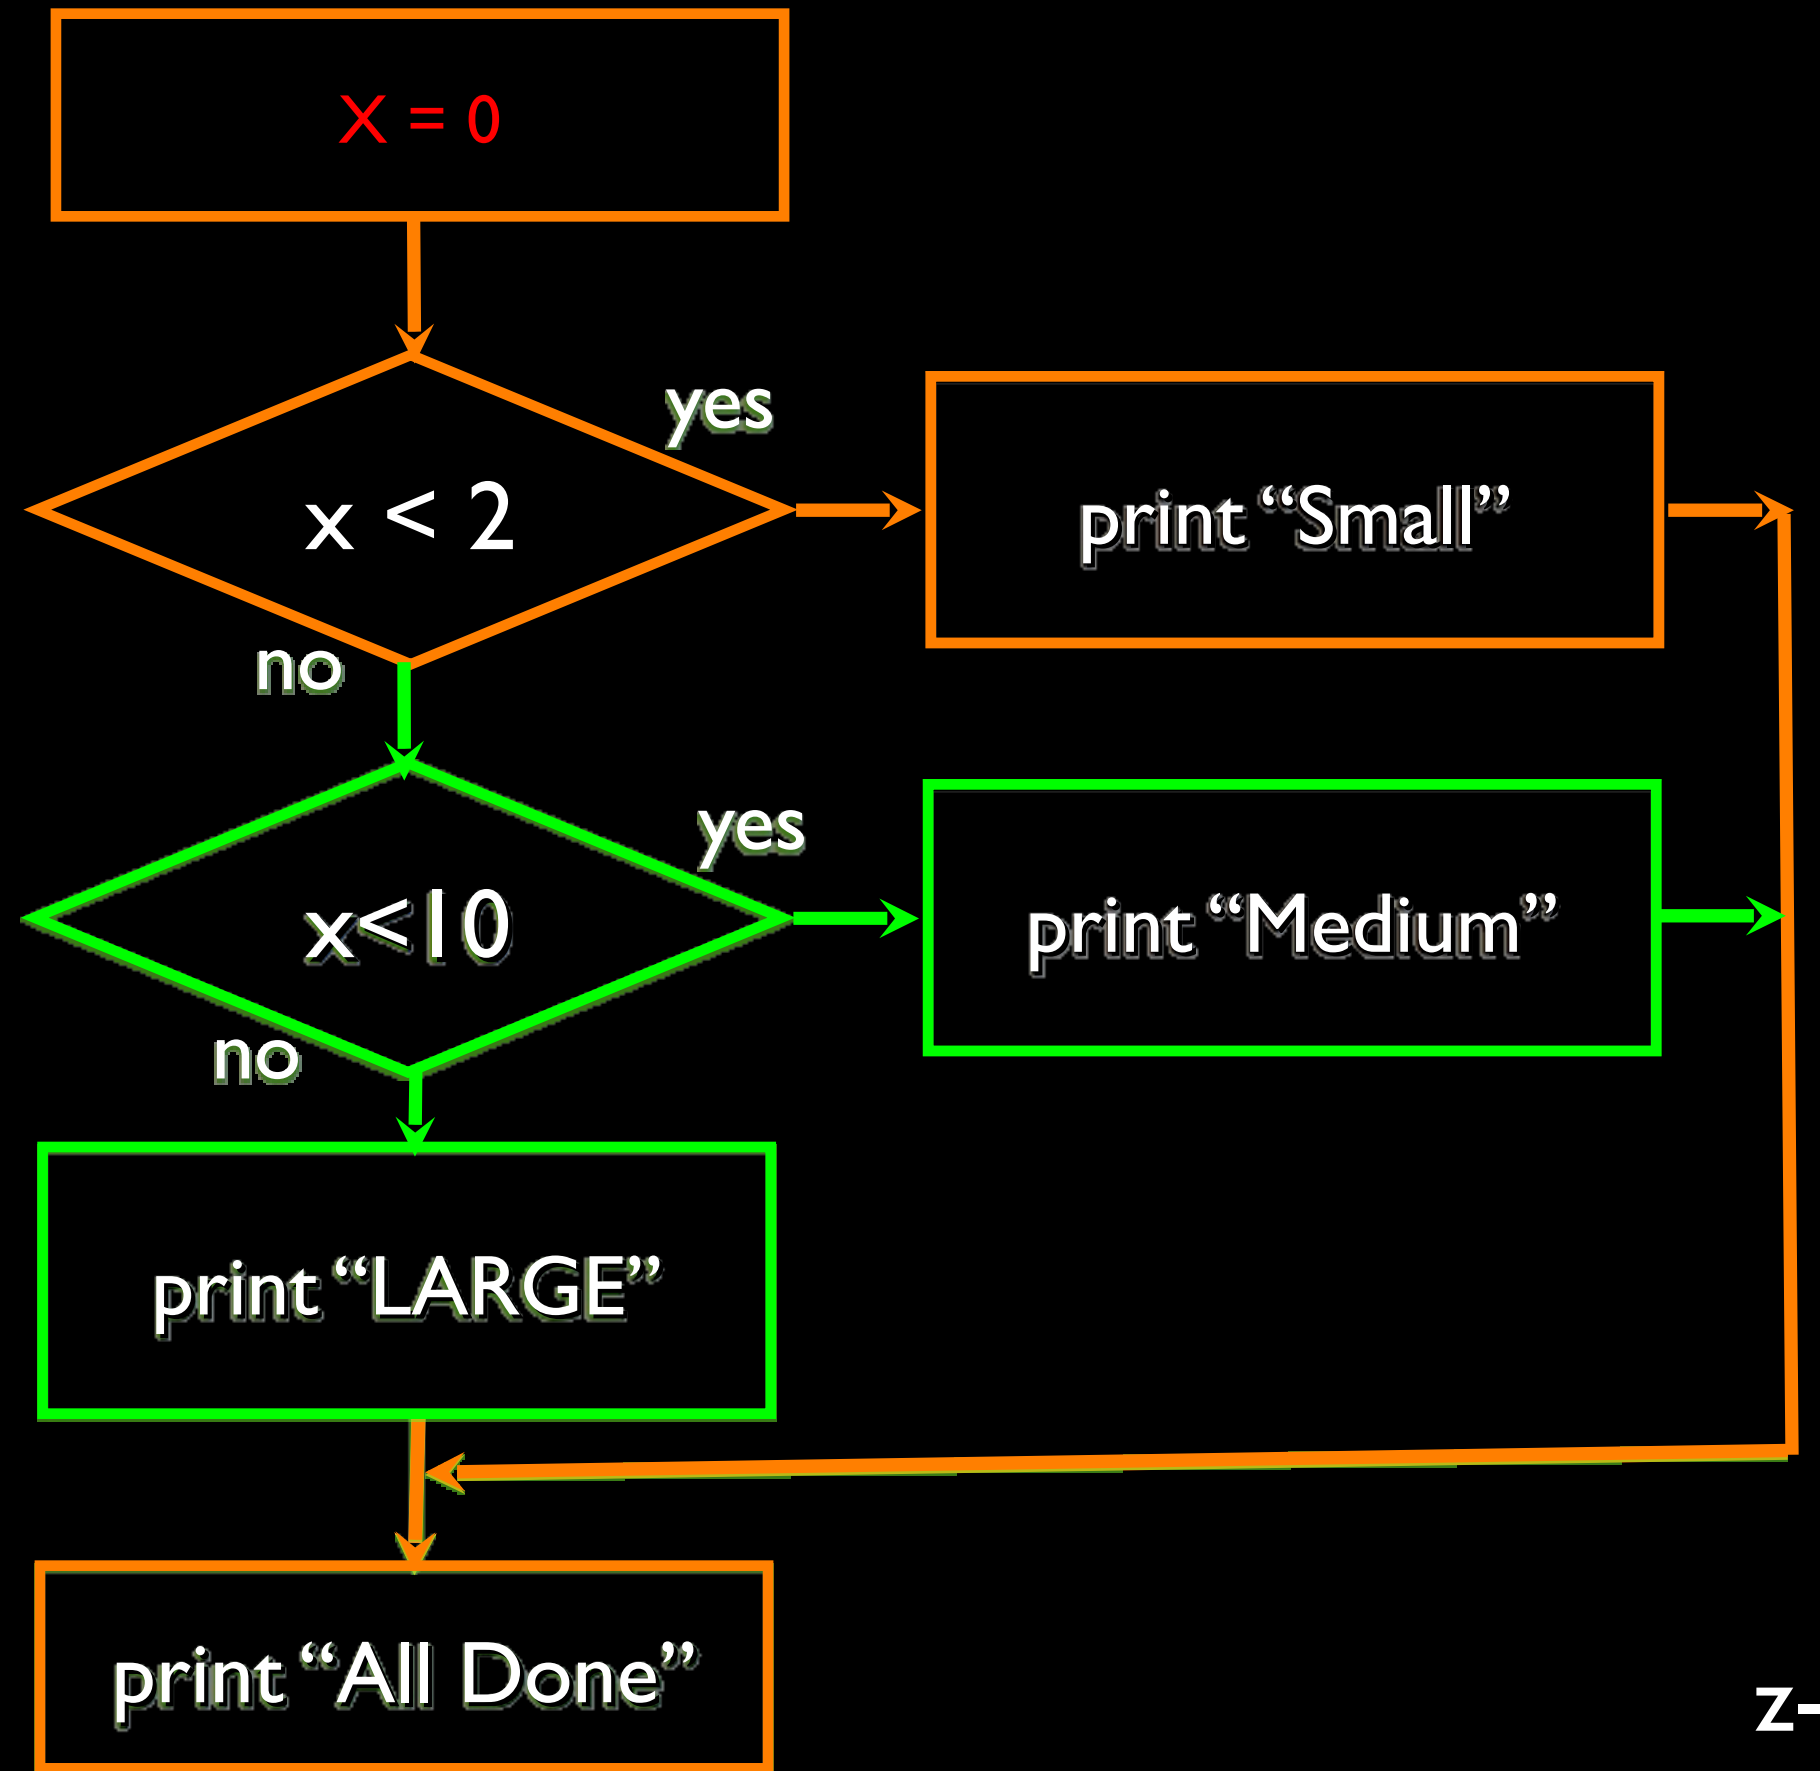 X = 0
yes
x < 2
print “Small”
no
yes
x<10
print “Medium”
no
print “LARGE”
print “All Done”
z-